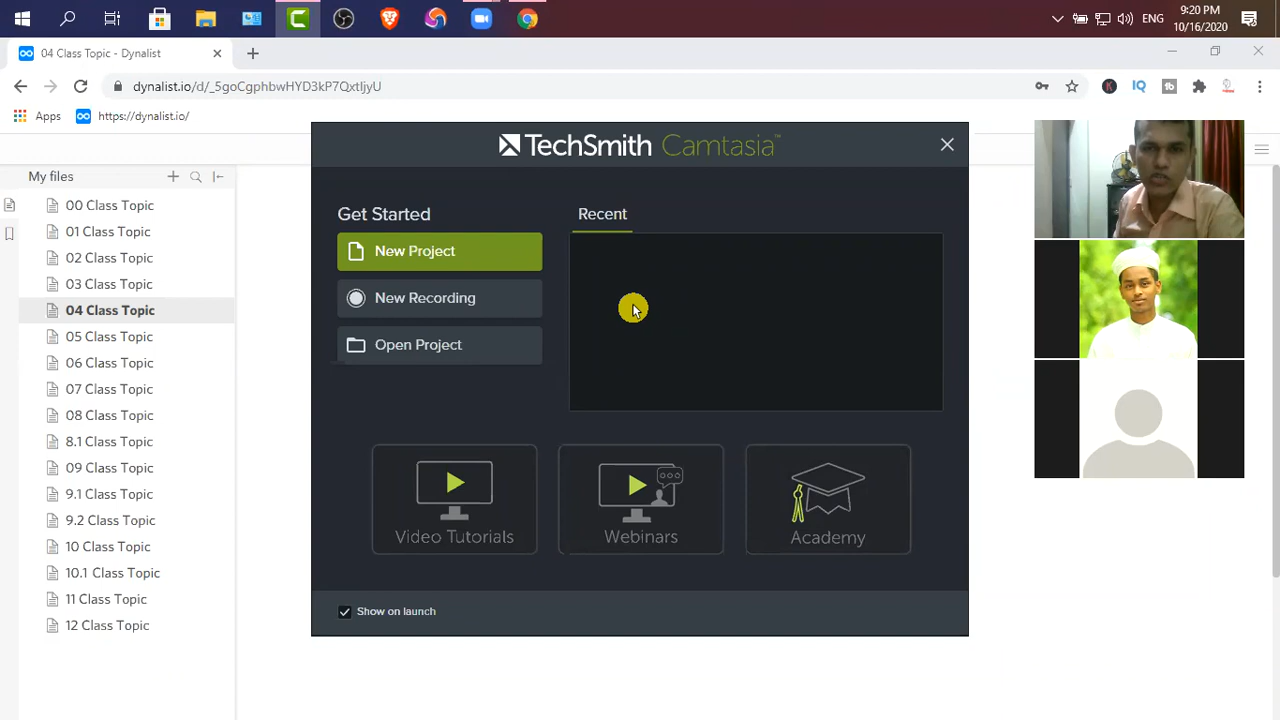 ENG
9:20 PM
10/16/2020
04 Class Topic - Dynalist
dynalist.io/d/_5goCgphbwHYD3kP7QxtIjyU
Apps
https://dynalist.io/
TechSmith Camtasia™
My files
00 Class Topic
01 Class Topic
02 Class Topic
03 Class Topic
04 Class Topic
05 Class Topic
06 Class Topic
07 Class Topic
08 Class Topic
8.1 Class Topic
09 Class Topic
9.1 Class Topic
9.2 Class Topic
10 Class Topic
10.1 Class Topic
11 Class Topic
12 Class Topic
Get Started
New Project
New Recording
Open Project
Recent
Video Tutorials
Webinars
Academy
Show on launch